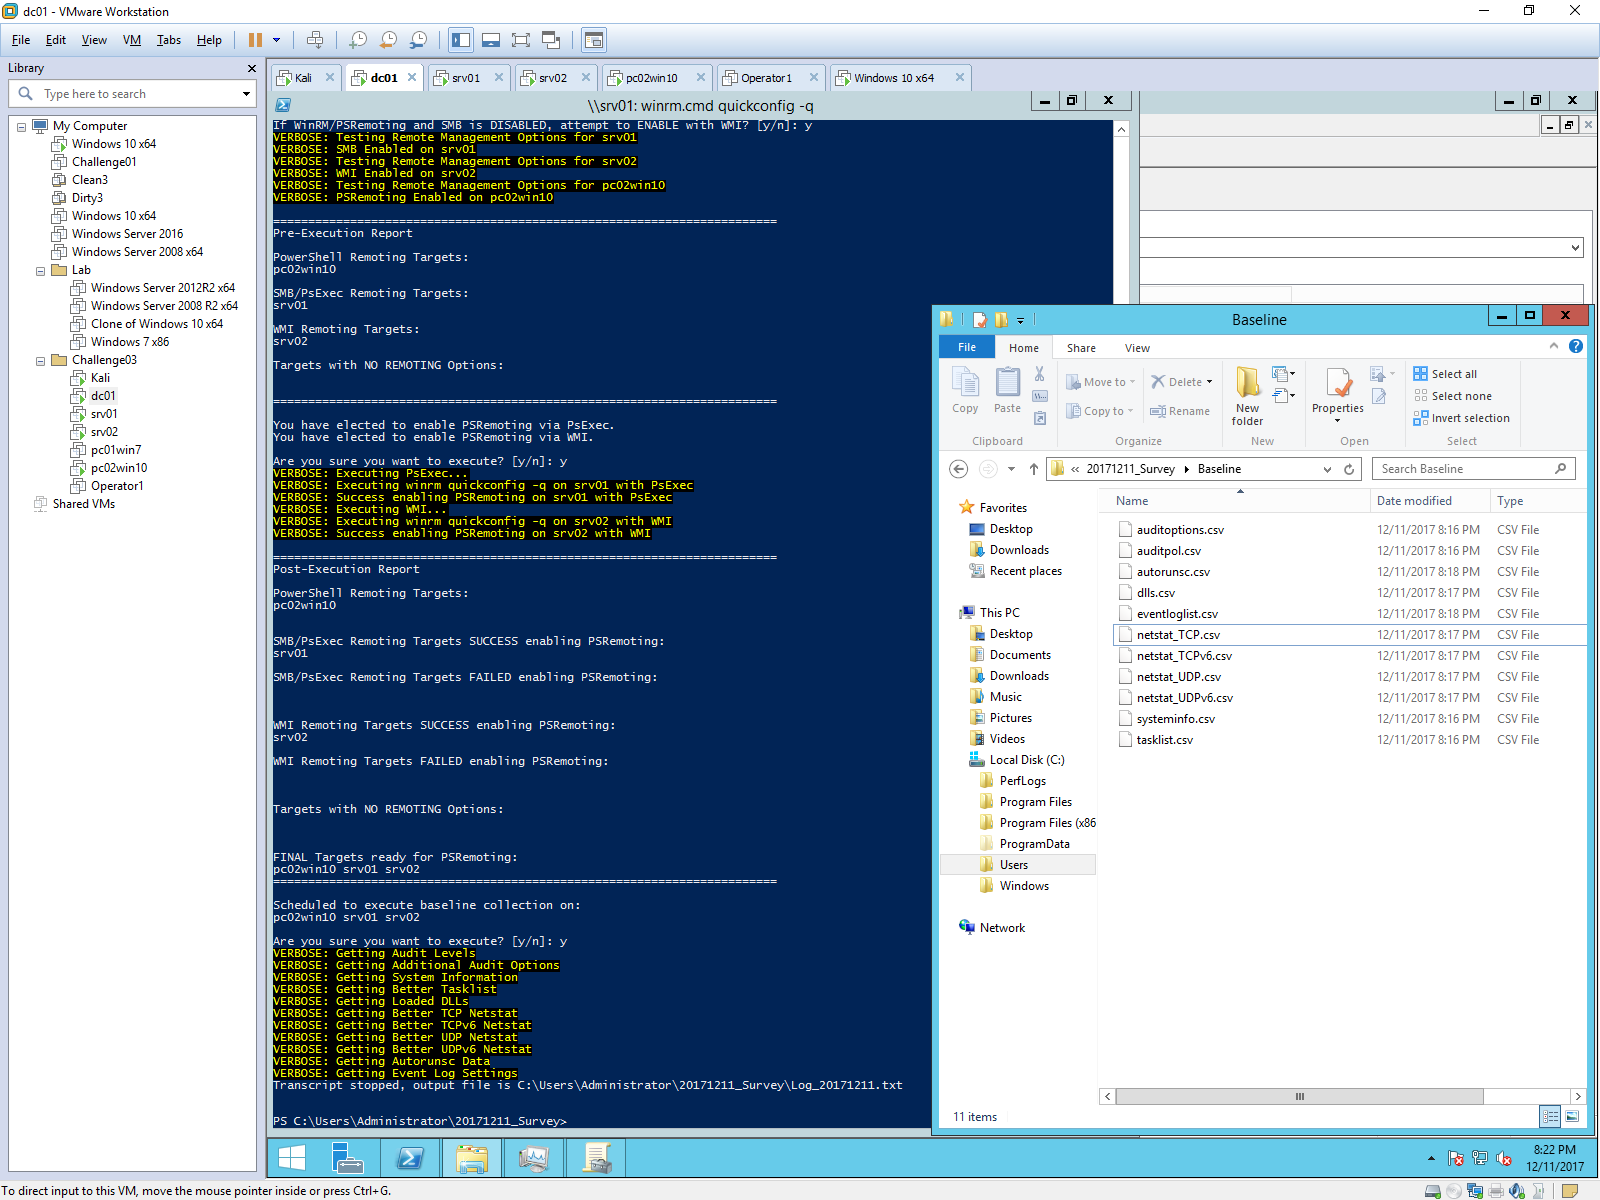 dc01 - VMware Workstation
File Edit View VM Tabs Help
Library
Type here to search
My Computer
Windows 10 x64
Challenge01
Clean3
Dirty3
Windows 10 x64
Windows Server 2016
Windows Server 2008 x64
Lab
Windows Server 2012R2 x64
Windows Server 2008 R2 x64
Clone of Windows 10 x64
Windows 7 x86
Challenge03
Kali
dc01
srv01
srv02
pc01win7
pc02win10
Operator1
Shared VMs
Kali dc01 srv01 srv02 pc02win10 Operator1 Windows 10 x64
\\srv01: winrm.cmd quickconfig -q
If WinRM/PSRemoting and SMB is DISABLED, attempt to ENABLE with WMI? [y/n]: y
VERBOSE: Testing Remote Management Options for srv01
VERBOSE: SMB Enabled on srv01
VERBOSE: Testing Remote Management Options for srv02
VERBOSE: WMI Enabled on srv02
VERBOSE: Testing Remote Management Options for pc02win10
VERBOSE: PSRemoting Enabled on pc02win10
========================================================================
Pre-Execution Report
PowerShell Remoting Targets:
pc02win10
SMB/PsExec Remoting Targets:
srv01
WMI Remoting Targets:
srv02
Targets with NO REMOTING Options:
========================================================================
You have elected to enable PSRemoting via PsExec.
You have elected to enable PSRemoting via WMI.
Are you sure you want to execute? [y/n]: y
VERBOSE: Executing PsExec...
VERBOSE: Executing winrm quickconfig -q on srv01 with PsExec
VERBOSE: Success enabling PSRemoting on srv01 with PsExec
VERBOSE: Executing WMI...
VERBOSE: Executing winrm quickconfig -q on srv02 with WMI
VERBOSE: Success enabling PSRemoting on srv02 with WMI
========================================================================
Post-Execution Report
PowerShell Remoting Targets:
pc02win10
SMB/PsExec Remoting Targets SUCCESS enabling PSRemoting:
srv01
SMB/PsExec Remoting Targets FAILED enabling PSRemoting:
WMI Remoting Targets SUCCESS enabling PSRemoting:
srv02
WMI Remoting Targets FAILED enabling PSRemoting:
Targets with NO REMOTING Options:
FINAL Targets ready for PSRemoting:
pc02win10 srv01 srv02
========================================================================
Scheduled to execute baseline collection on:
pc02win10 srv01 srv02
Are you sure you want to execute? [y/n]: y
VERBOSE: Getting Audit Levels
VERBOSE: Getting Additional Audit Options
VERBOSE: Getting System Information
VERBOSE: Getting Better Tasklist
VERBOSE: Getting Loaded DLLs
VERBOSE: Getting Better TCP Netstat
VERBOSE: Getting Better TCPv6 Netstat
VERBOSE: Getting Better UDP Netstat
VERBOSE: Getting Better UDPv6 Netstat
VERBOSE: Getting Autorunsc Data
VERBOSE: Getting Event Log Settings
Transcript stopped, output file is C:\Users\Administrator\20171211_Survey\Log_20171211.txt
PS C:\Users\Administrator\20171211_Survey>
Baseline
File Home Share View
Copy
Paste
Clipboard
Move to
Copy to
Delete
Rename
Organize
New folder
New
Properties
Open
Select all
Select none
Invert selection
Select
« 20171211_Survey Baseline
Search Baseline
Favorites
Desktop
Downloads
Recent places
This PC
Desktop
Documents
Downloads
Music
Pictures
Videos
Local Disk (C:)
PerfLogs
Program Files
Program Files (x86
ProgramData
Users
Windows
Network
Name Date modified Type
auditoptions.csv 12/11/2017 8:16 PM CSV File
auditpol.csv 12/11/2017 8:16 PM CSV File
autorunsc.csv 12/11/2017 8:18 PM CSV File
dlls.csv 12/11/2017 8:17 PM CSV File
eventloglist.csv 12/11/2017 8:18 PM CSV File
netstat_TCP.csv 12/11/2017 8:17 PM CSV File
netstat_TCPv6.csv 12/11/2017 8:17 PM CSV File
netstat_UDP.csv 12/11/2017 8:17 PM CSV File
netstat_UDPv6.csv 12/11/2017 8:17 PM CSV File
systeminfo.csv 12/11/2017 8:16 PM CSV File
tasklist.csv 12/11/2017 8:16 PM CSV File
11 items
8:22 PM
12/11/2017
To direct input to this VM, move the mouse pointer inside or press Ctrl+G.